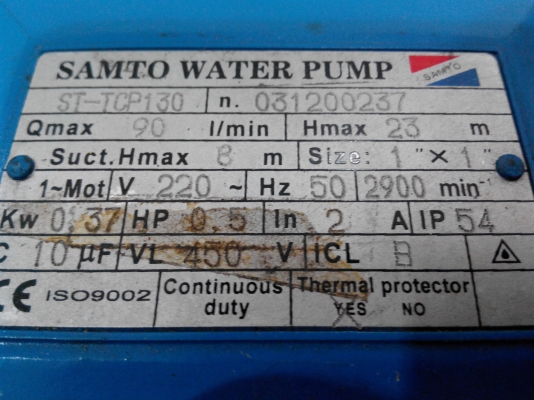 SAMTO WATER PUMP SAMTO
ST-TCP130 n. 031200237
Qmax 90 l/min Hmax 23 m
Suct.Hmax 8 m Size: 1" × 1"
1~Mot V 220 ~ Hz 50 2900 min⁻¹
Kw 0,37 HP 0.5 In 2 A IP 54
C 10 µF VL 450 V ICL B
CE ISO9002 Continuous duty Thermal protector
YES NO